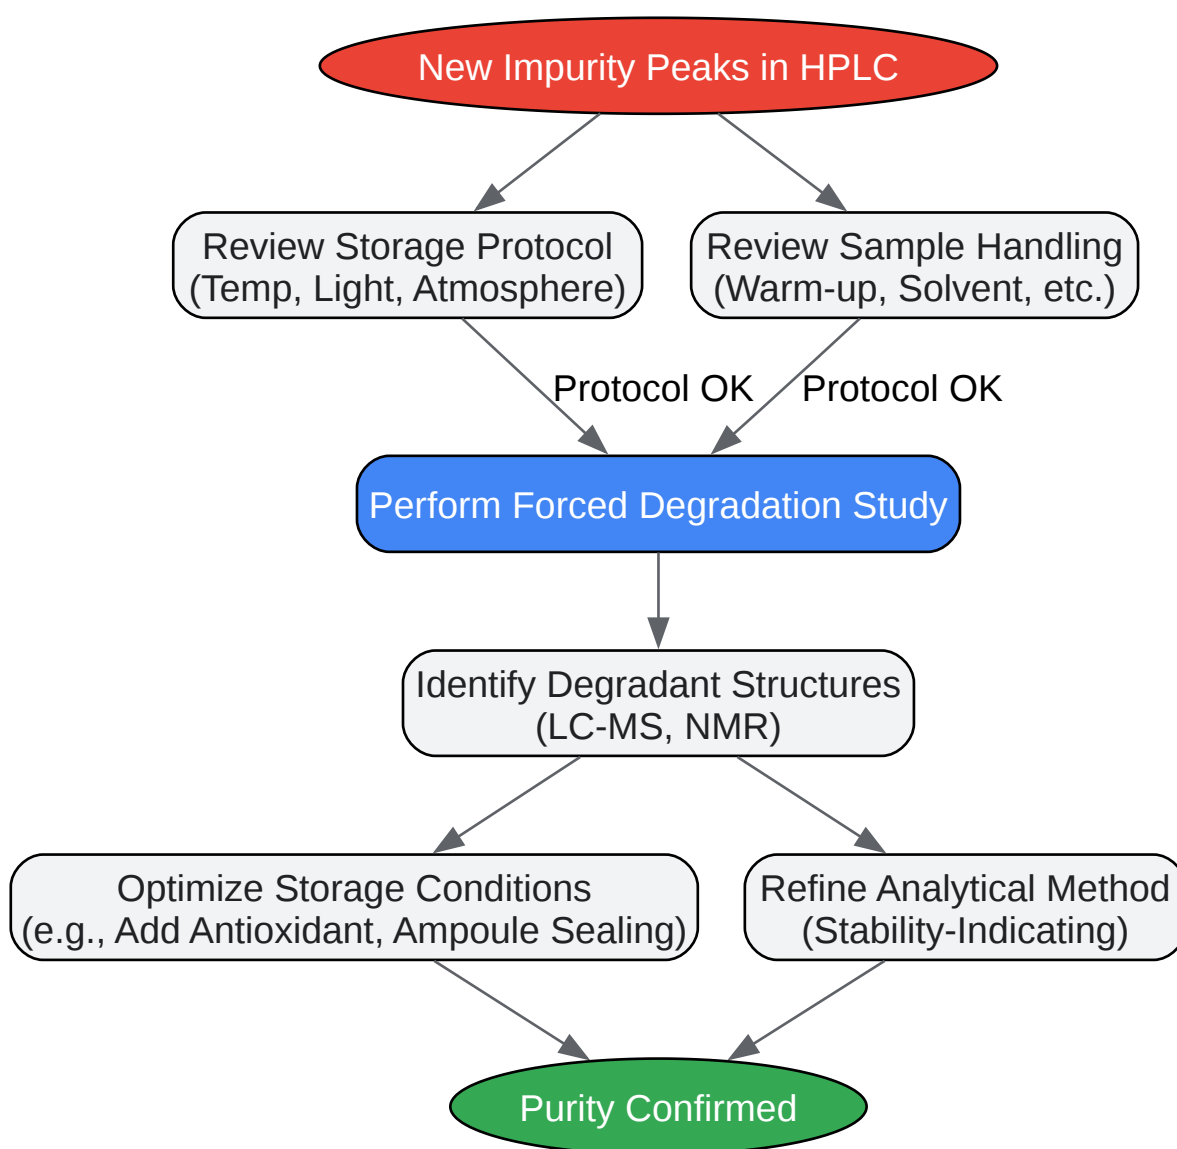 New Impurity Peaks in HPLC
Review Storage Protocol
(Temp, Light, Atmosphere)
Review Sample Handling
(Warm-up, Solvent, etc.)
Protocol OK
Protocol OK
Perform Forced Degradation Study
Identify Degradant Structures
(LC-MS, NMR)
Optimize Storage Conditions
(e.g., Add Antioxidant, Ampoule Sealing)
Refine Analytical Method
(Stability-Indicating)
Purity Confirmed